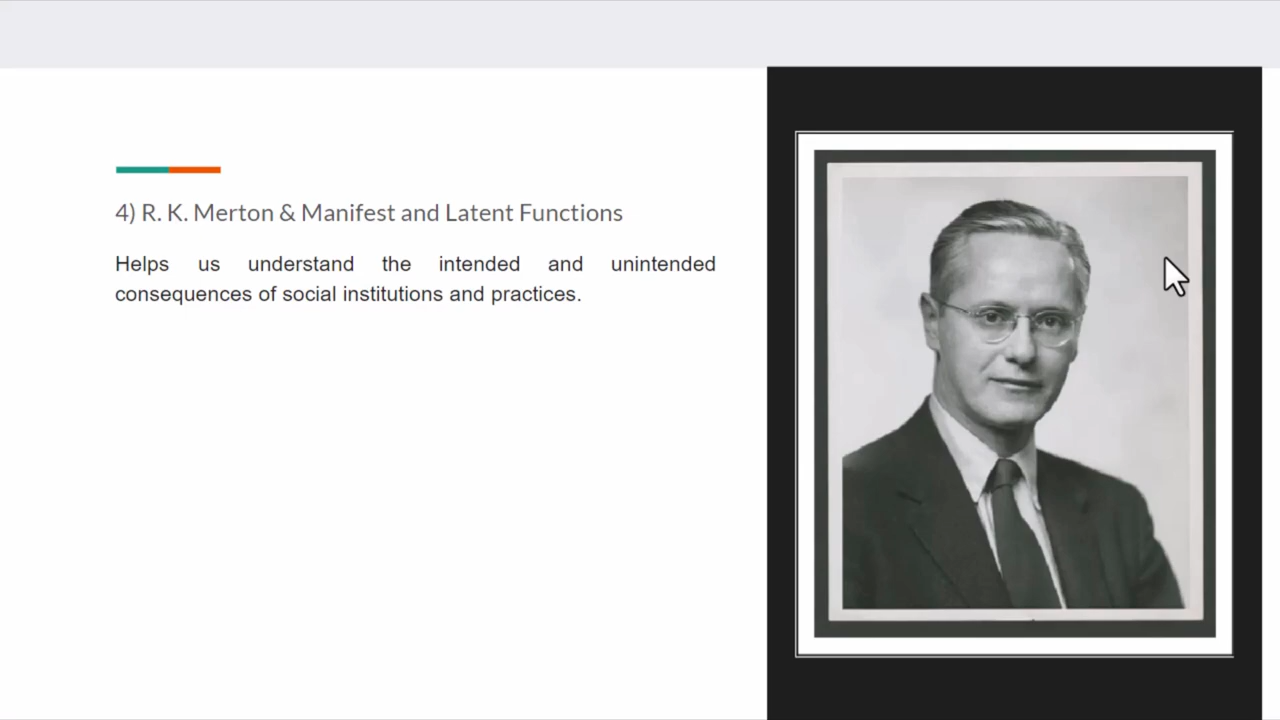 4) R. K. Merton & Manifest and Latent Functions
Helps us understand the intended and unintended
consequences of social institutions and practices.